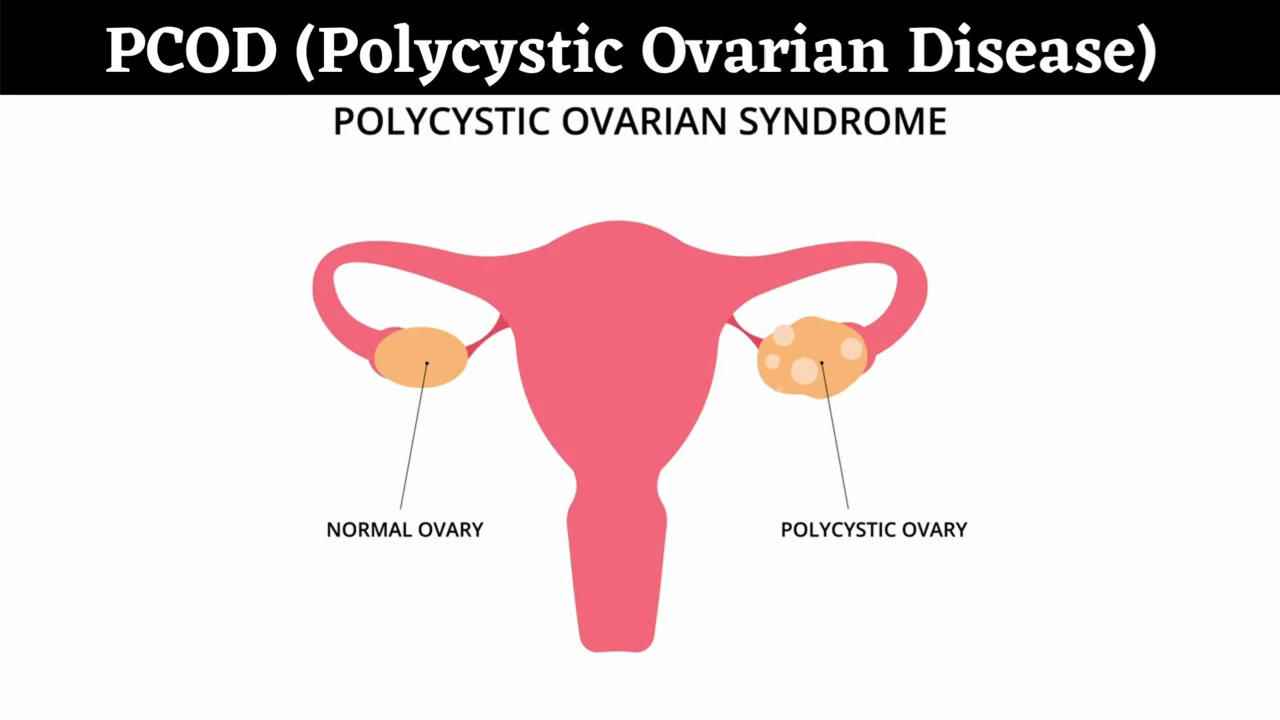 PCOD (Polycystic Ovarian Disease)
POLYCYSTIC OVARIAN SYNDROME
NORMAL OVARY
POLYCYSTIC OVARY